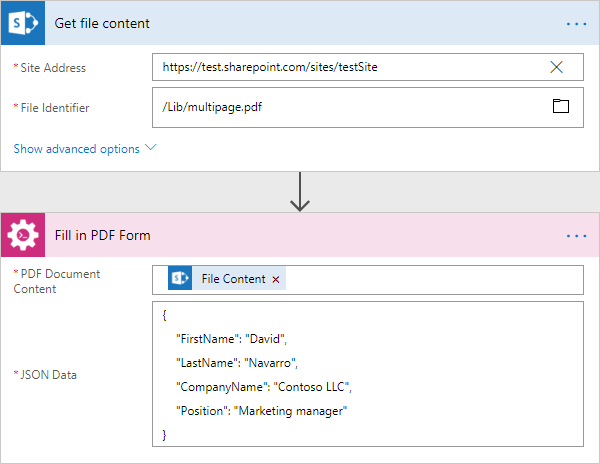 Get file content
*Site Address
https://test.sharepoint.com/sites/testSite
*File Identifier
/Lib/multipage.pdf
Show advanced options
Fill in PDF Form
*PDF Document
Content
File Content
{
"FirstName": "David",
"LastName": "Navarro",
*JSON Data
"CompanyName": "Contoso LLC",
"Position": "Marketing manager"
}